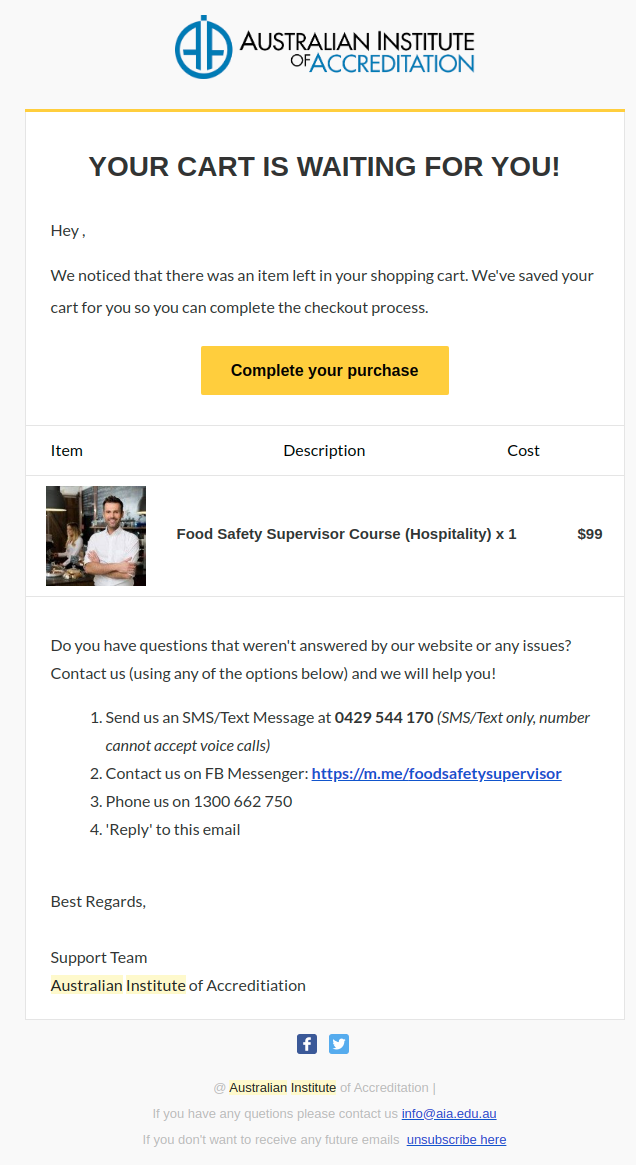 AUSTRALIAN INSTITUTE
OF ACCREDITATION
YOUR CART IS WAITING FOR YOU!
Hey ,
We noticed that there was an item left in your shopping cart. We've saved your
cart for you so you can complete the checkout process.
Complete your purchase
Item Description Cost
Food Safety Supervisor Course (Hospitality) x 1 $99
Do you have questions that weren't answered by our website or any issues?
Contact us (using any of the options below) and we will help you!
1. Send us an SMS/Text Message at 0429 544 170 (SMS/Text only, number
cannot accept voice calls)
2. Contact us on FB Messenger: https://m.me/foodsafetysupervisor
3. Phone us on 1300 662 750
4. 'Reply' to this email
Best Regards,
Support Team
Australian Institute of Accreditiation
@ Australian Institute of Accreditation |
If you have any quetions please contact us info@aia.edu.au
If you don't want to receive any future emails unsubscribe here